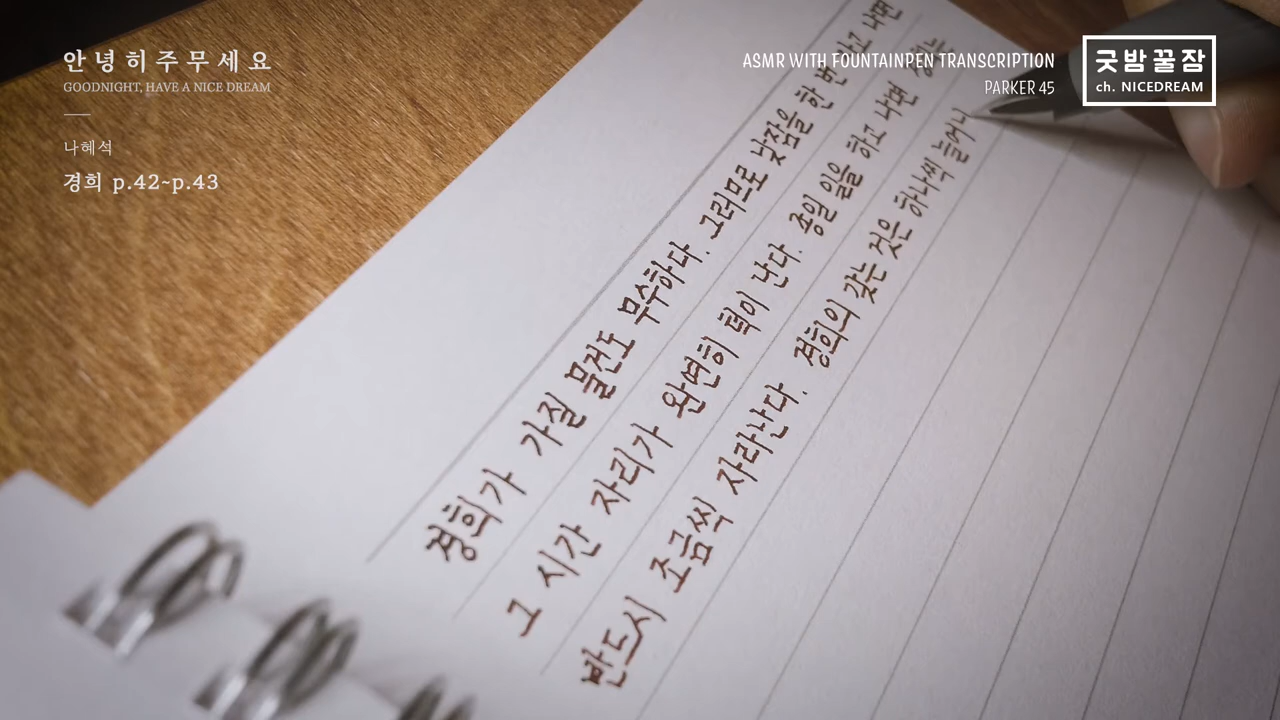 안녕히주무세요
GOODNIGHT, HAVE A NICE DREAM
나혜석
경희 p.42~p.43
ASMR WITH FOUNTAINPEN TRANSCRIPTION
PARKER 45
굿밤꿀잠
ch. NICEDREAM
경희가 가질 물건도 무수하다. 그러므로 낮잠을 한 번 하고 나면
그 시간 자리가 완연히 턱이 난다. 종일 일을 하고 나면 경희는
반드시 조금씩 자라난다. 경희의 갖는 것은 하나씩 늘어